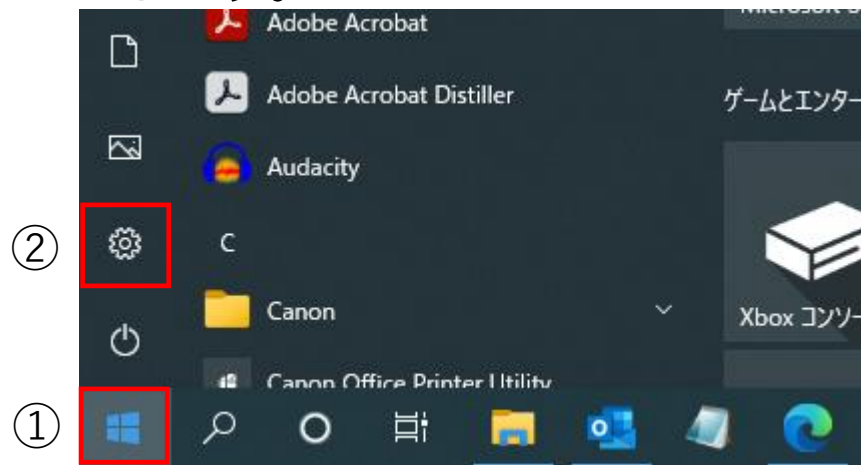 Adobe Acrobat
Adobe Acrobat Distiller
ゲームとエンター
Audacity
②
C
Canon
Xbox コンソー
Canon Office Printer Utility
①